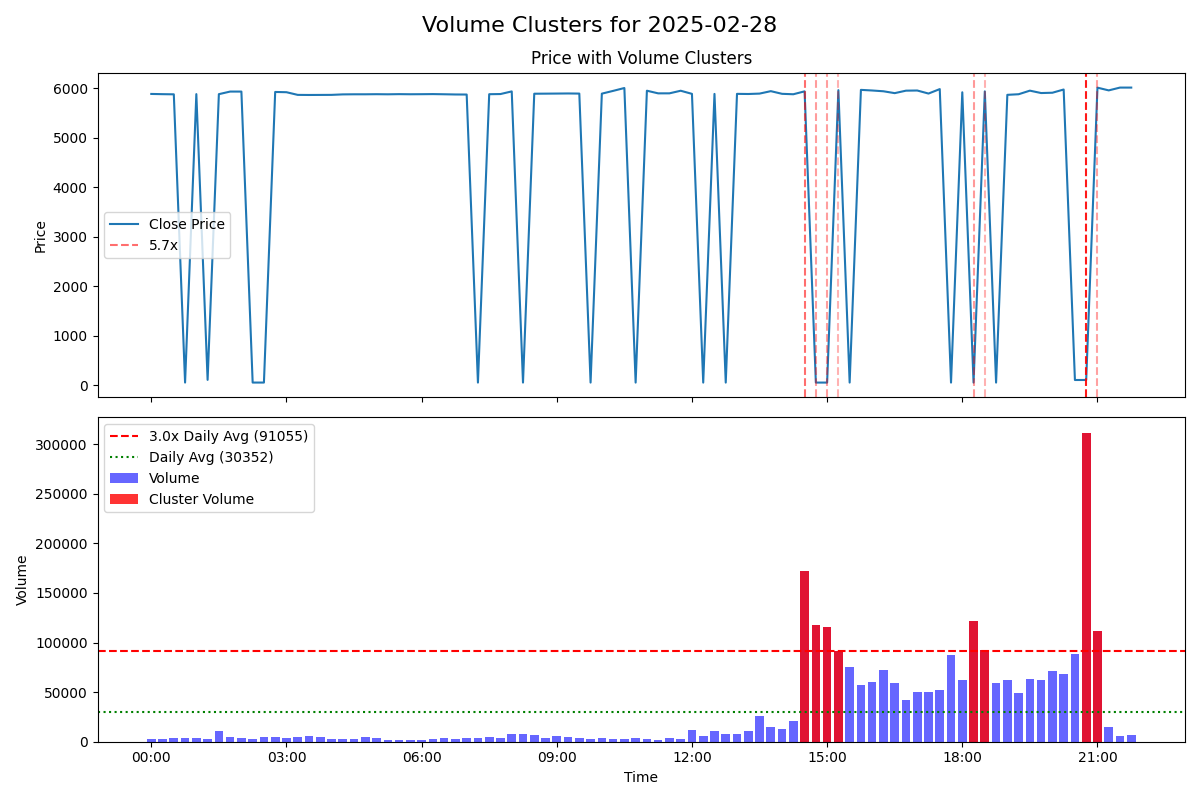 Volume Clusters for 2025-02-28
Price with Volume Clusters
Price
6000
5000
4000
3000
2000
1000
0
Close Price
5.7x
Volume
300000
250000
200000
150000
100000
50000
0
3.0x Daily Avg (91055)
Daily Avg (30352)
Volume
Cluster Volume
00:00 03:00 06:00 09:00 12:00 15:00 18:00 21:00
Time